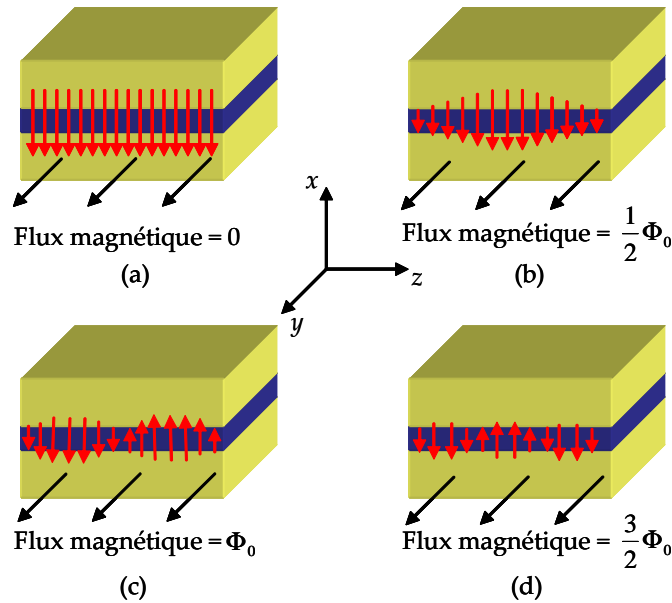 Flux magnétique = 0
(a)
Flux magnétique = 1/2 Φ₀
(b)
x
z
y
Flux magnétique = Φ₀
(c)
Flux magnétique = 3/2 Φ₀
(d)